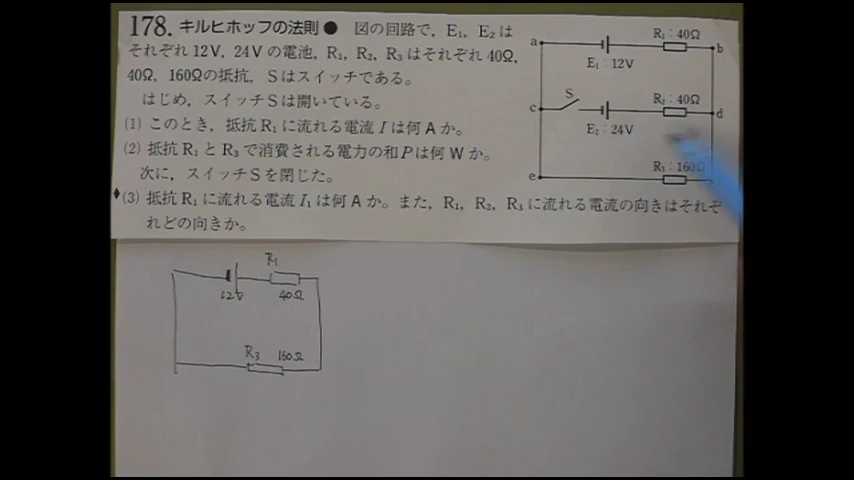 178. キルヒホッフの法則● 図の回路で，E₁，E₂は
それぞれ12V，24Vの電池，R₁，R₂，R₃はそれぞれ40Ω，
40Ω，160Ωの抵抗，Sはスイッチである。
はじめ，スイッチSは開いている。
(1) このとき，抵抗R₁に流れる電流Iは何Aか。
(2) 抵抗R₁とR₃で消費される電力の和Pは何Wか。
次に，スイッチSを閉じた。
(3) 抵抗R₁に流れる電流I₁は何Aか。また，R₁，R₂，R₃に流れる電流の向きはそれぞ
れどの向きか。
R₁：40Ω
a
b
E₁：12V
S
R₂：40Ω
c
d
E₂：24V
R₃：160Ω
e
R₁
12V
40Ω
R₃ 160Ω